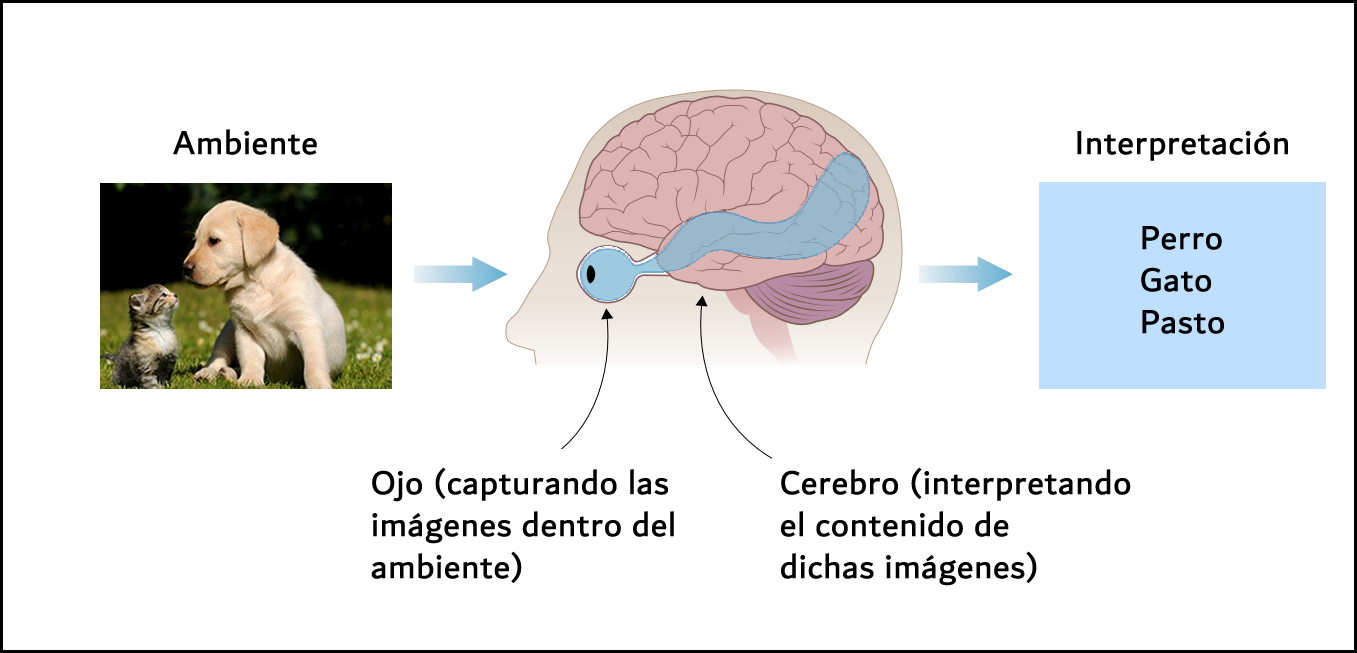 Ambiente
Interpretación
Perro
Gato
Pasto
Ojo (capturando las
imágenes dentro del
ambiente)
Cerebro (interpretando
el contenido de
dichas imágenes)